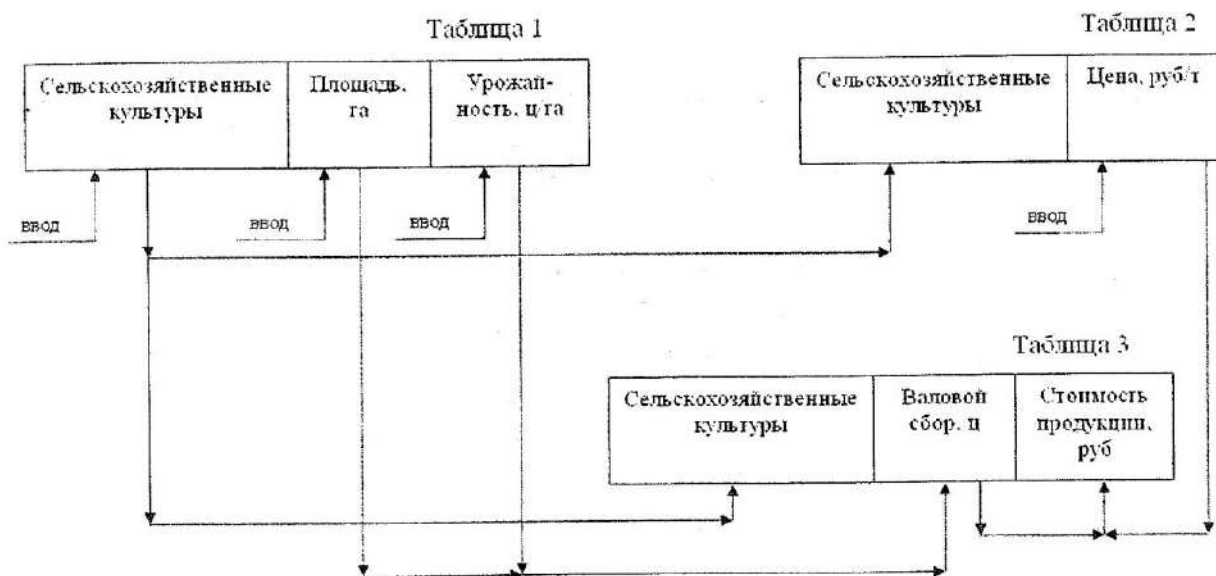 Таблица 1
Сельскохозяйственные
культуры
Площадь,
га
Урожай-
ность, ц/га
ввод
ввод
ввод
Таблица 2
Сельскохозяйственные
культуры
Цена, руб/т
ввод
Таблица 3
Сельскохозяйственные
культуры
Валовой
сбор, ц
Стоимость
продукции,
руб